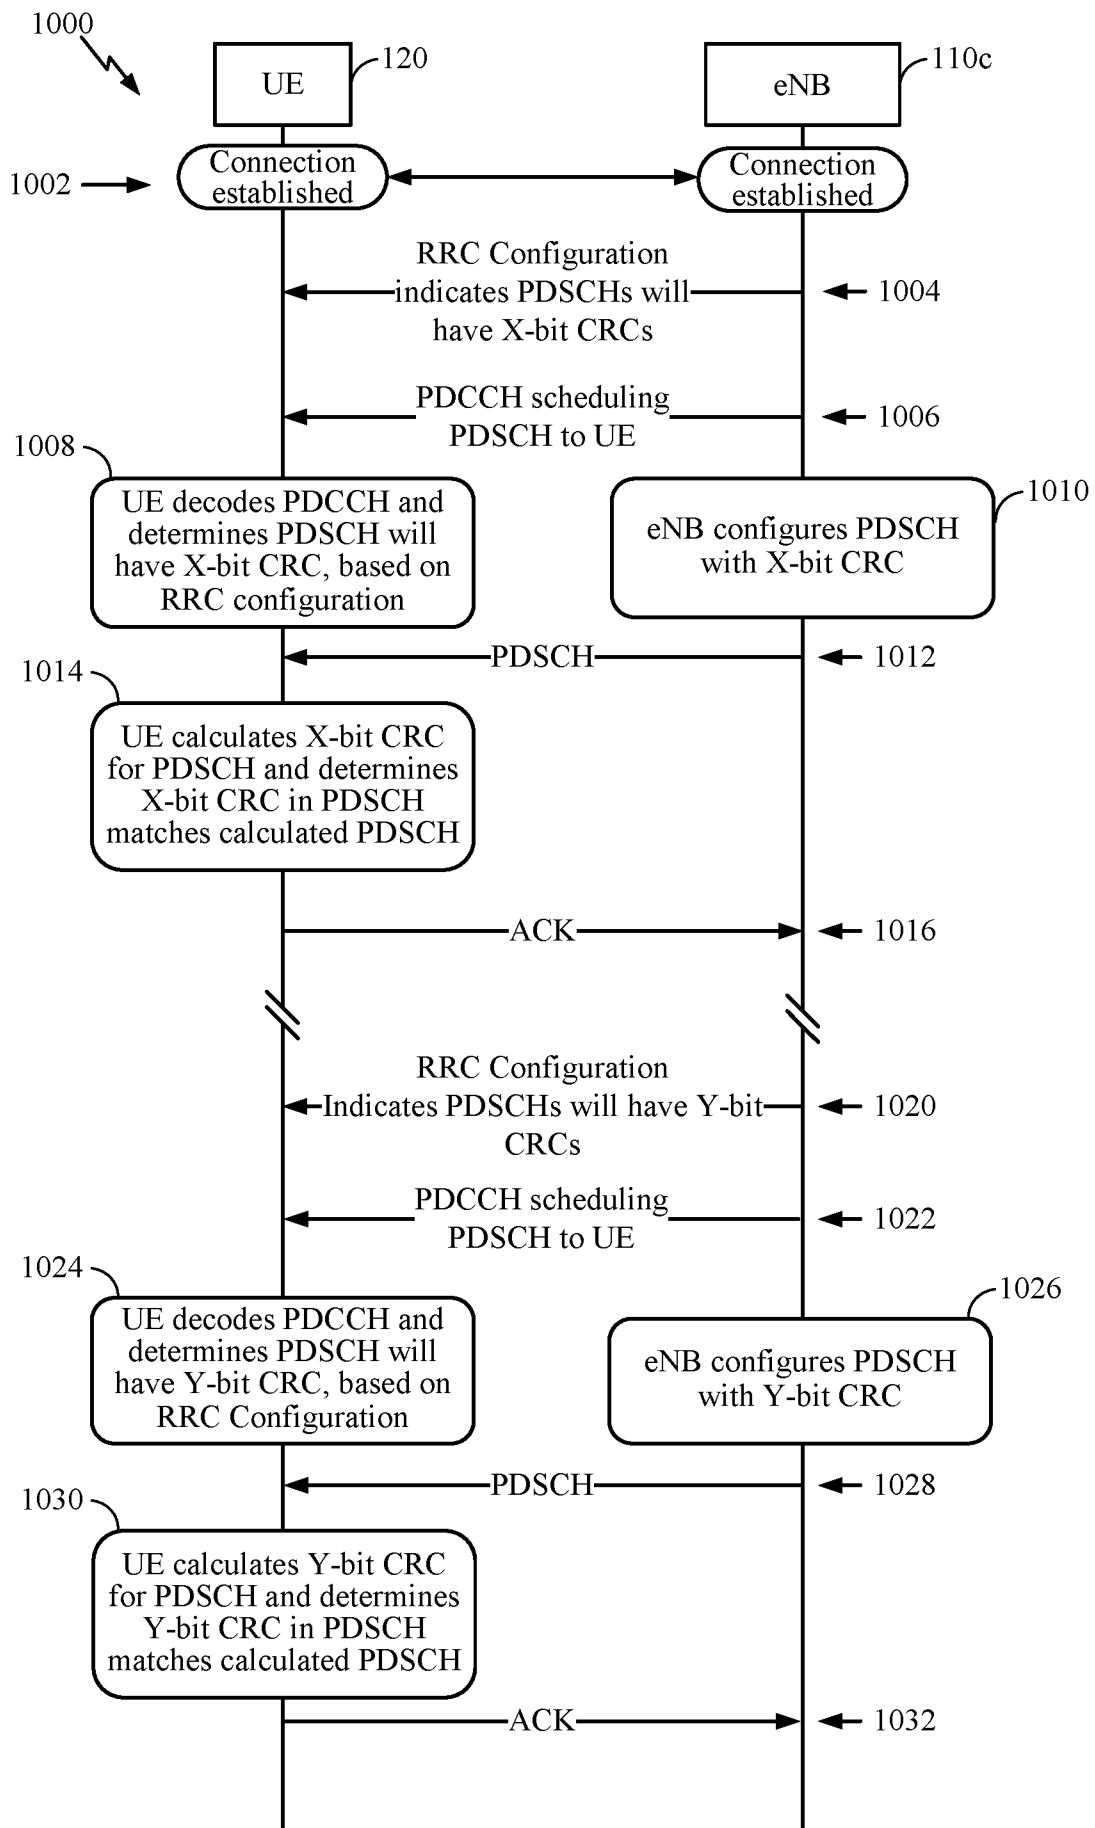 1000
UE
120
eNB
110c
1002
Connection
established
Connection
established
RRC Configuration
indicates PDSCHs will
have X-bit CRCs
1004
PDCCH scheduling
PDSCH to UE
1006
1008
UE decodes PDCCH and
determines PDSCH will
have X-bit CRC, based on
RRC configuration
1010
eNB configures PDSCH
with X-bit CRC
PDSCH
1012
1014
UE calculates X-bit CRC
for PDSCH and determines
X-bit CRC in PDSCH
matches calculated PDSCH
ACK
1016
RRC Configuration
Indicates PDSCHs will have Y-bit
CRCs
1020
PDCCH scheduling
PDSCH to UE
1022
1024
UE decodes PDCCH and
determines PDSCH will
have Y-bit CRC, based on
RRC Configuration
1026
eNB configures PDSCH
with Y-bit CRC
PDSCH
1028
1030
UE calculates Y-bit CRC
for PDSCH and determines
Y-bit CRC in PDSCH
matches calculated PDSCH
ACK
1032